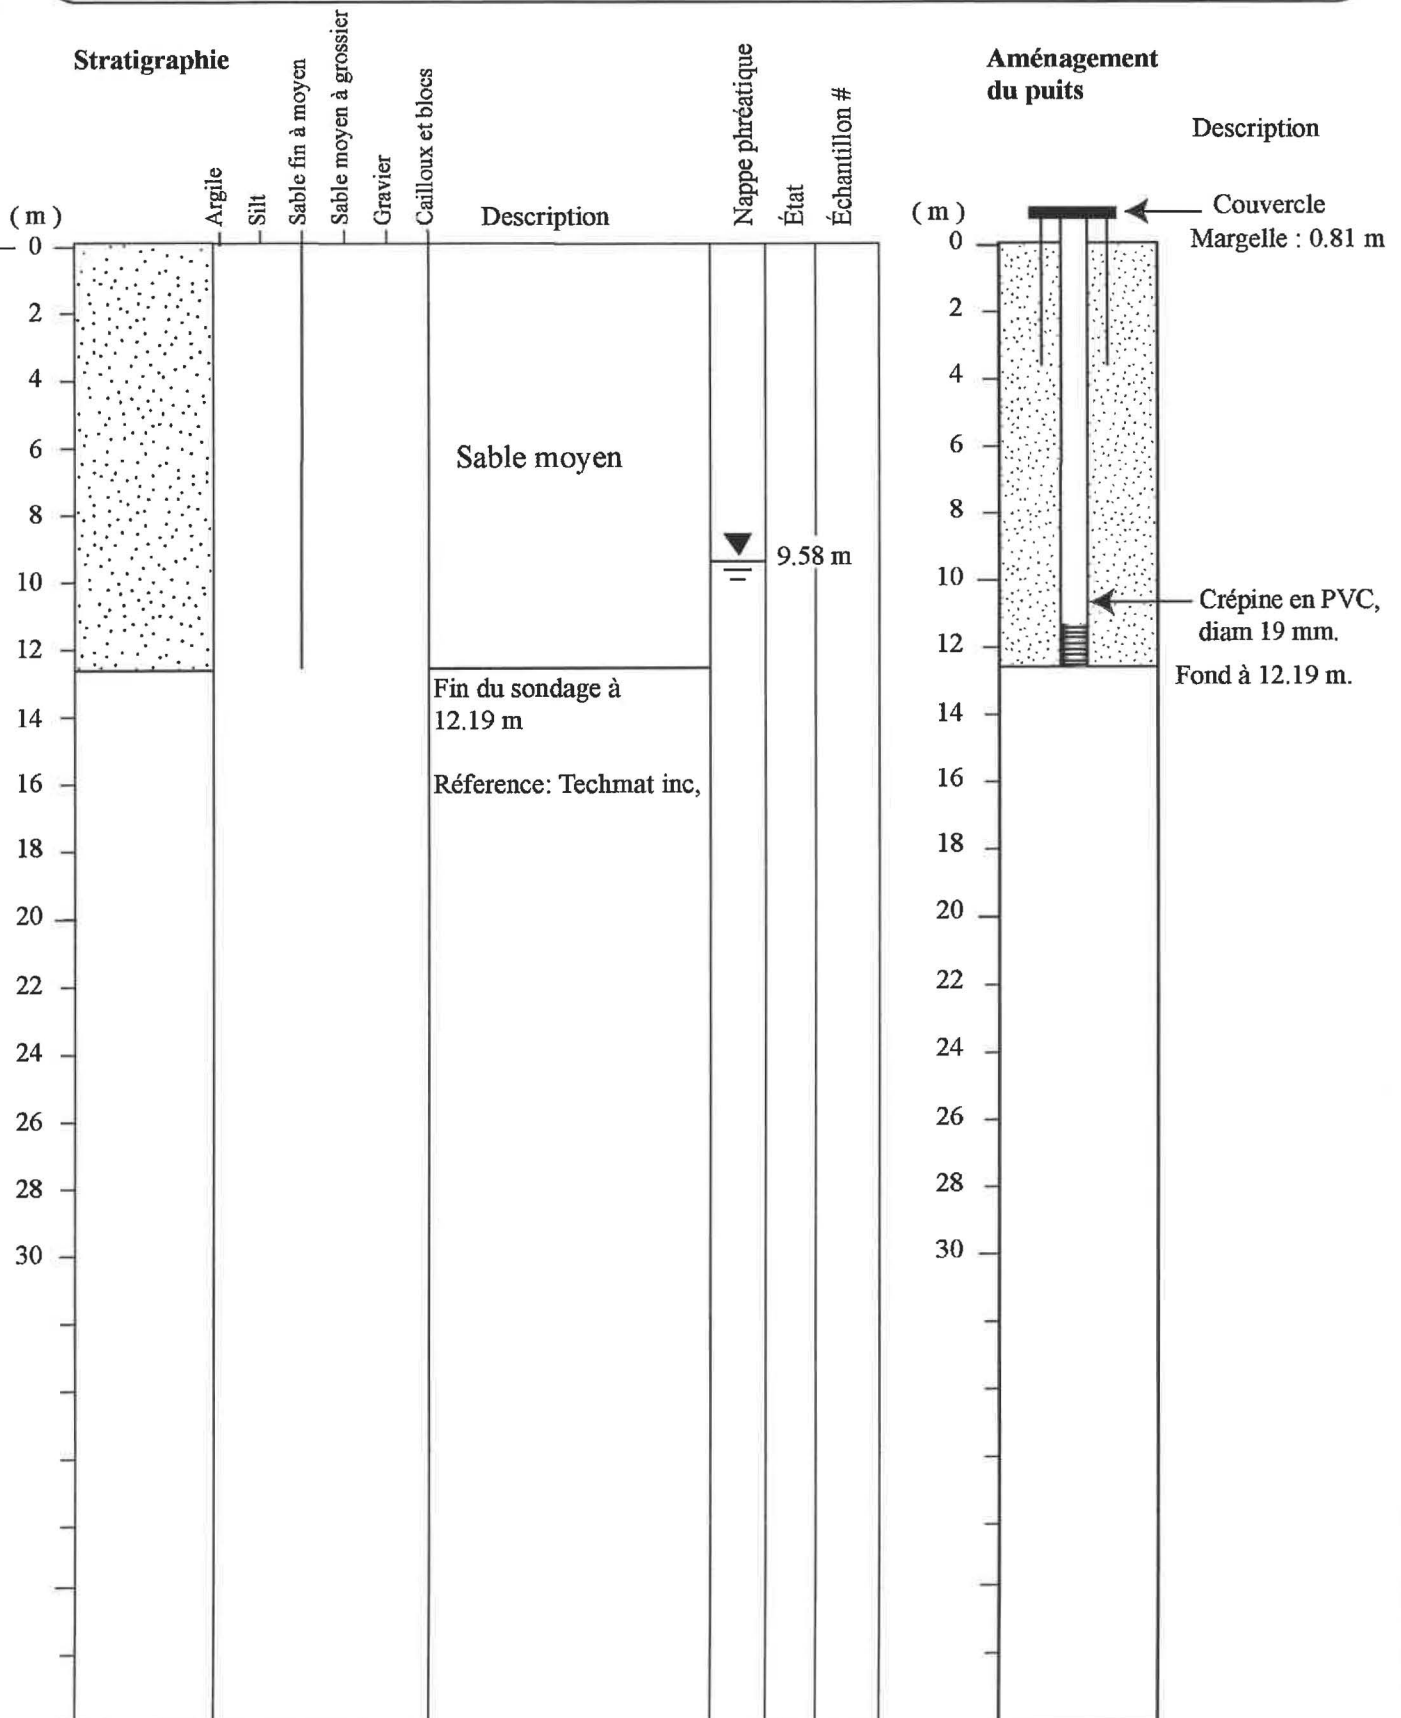 Stratigraphie
Argile
Silt
Sable fin à moyen
Sable moyen à grossier
Gravier
Cailloux et blocs
Description
Nappe phréatique
État
Échantillon #
( m )
0
2
4
6
8
10
12
14
16
18
20
22
24
26
28
30
Sable moyen
9.58 m
Fin du sondage à
12.19 m
Réference: Techmat inc,
Aménagement
du puits
Description
( m )
0
2
4
6
8
10
12
14
16
18
20
22
24
26
28
30
Couvercle
Margelle : 0.81 m
Crépine en PVC,
diam 19 mm.
Fond à 12.19 m.